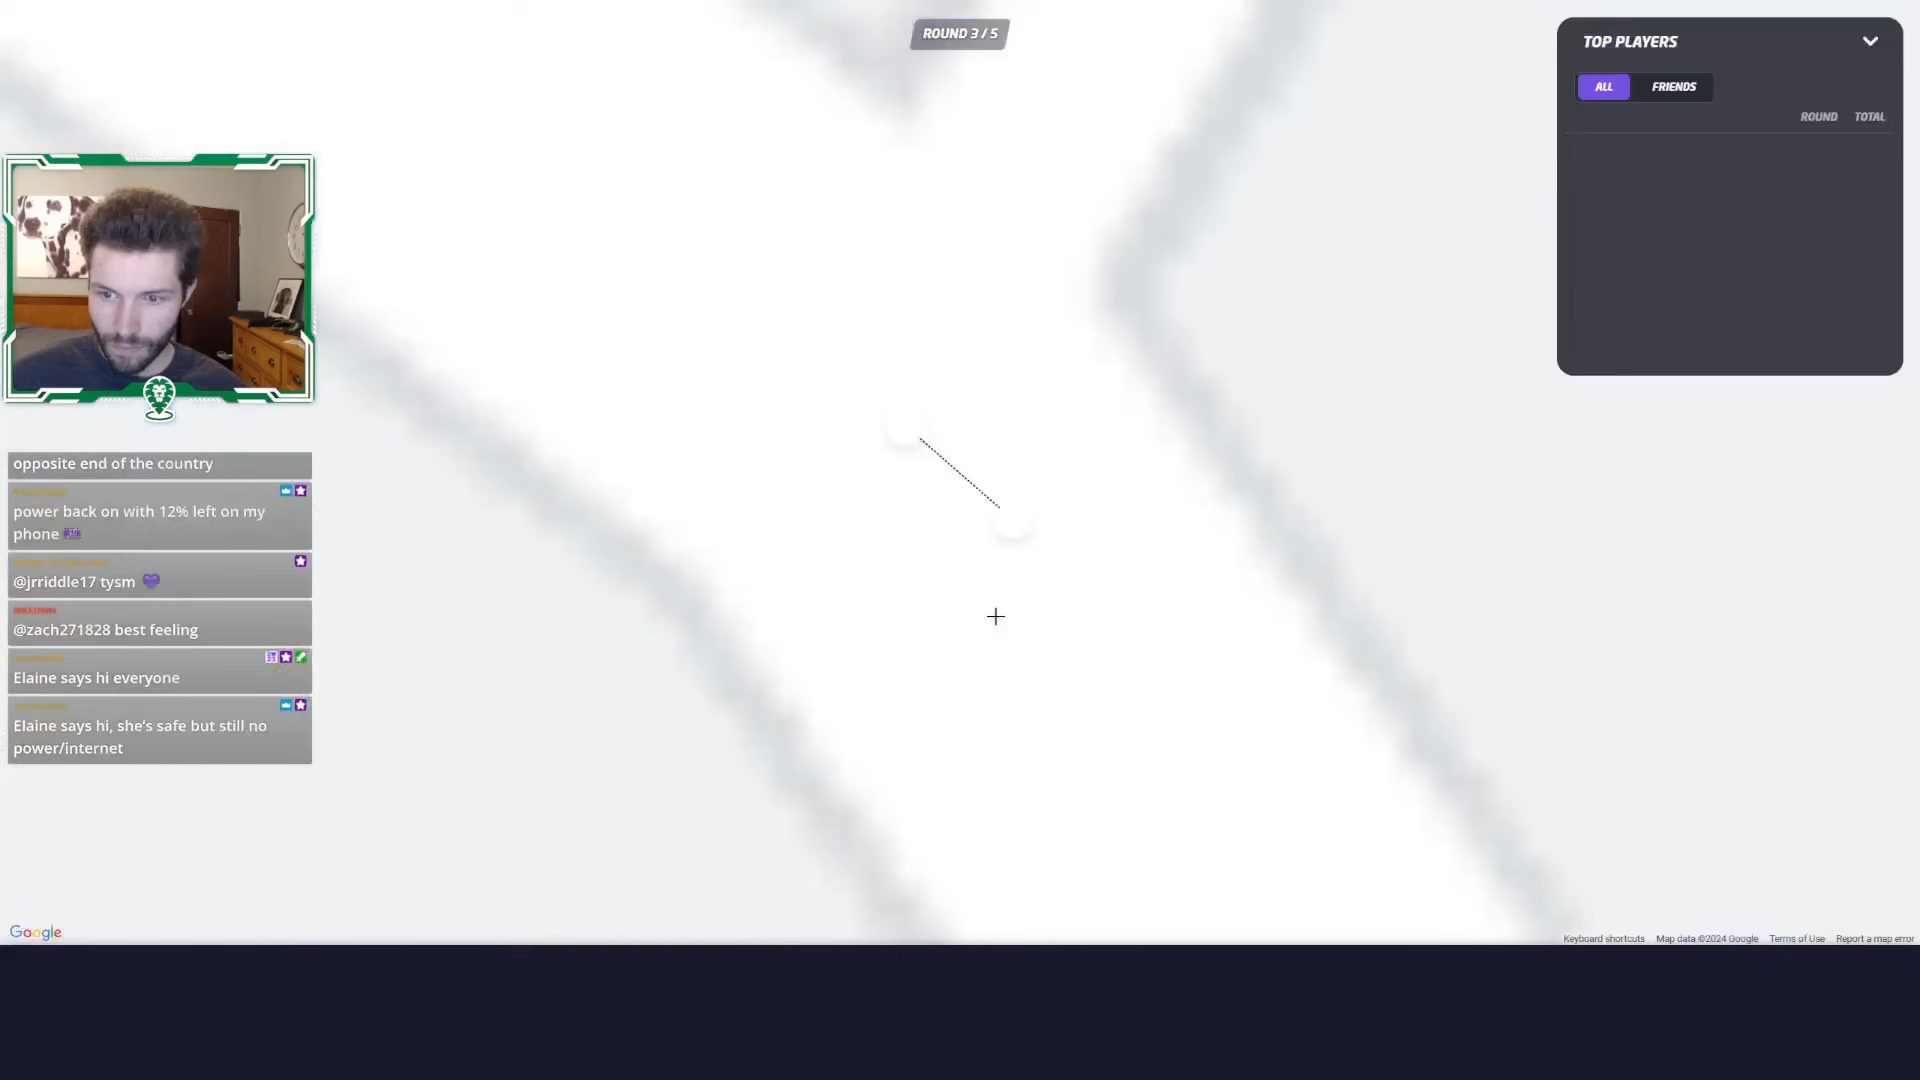 ROUND 3 / 5
TOP PLAYERS
ALL
FRIENDS
ROUND TOTAL
opposite end of the country
power back on with 12% left on my
phone
@jrriddle17 tysm
@zach271828 best feeling
Elaine says hi everyone
Elaine says hi, she's safe but still no
power/internet
Google
Keyboard shortcuts
Map data ©2024 Google
Terms of Use
Report a map error